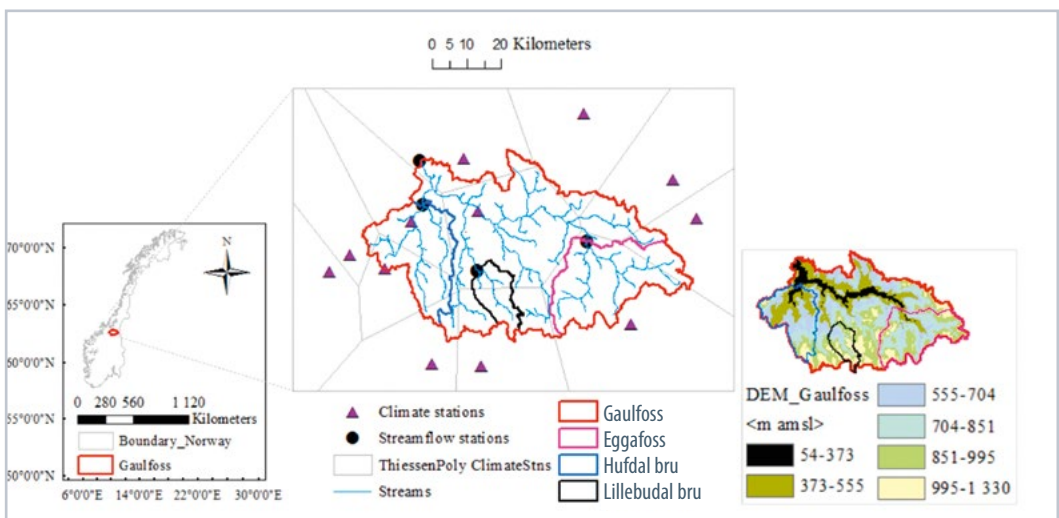 0 5 10 20 Kilometers
N
70°0'0"N
65°0'0"N
60°0'0"N
55°0'0"N
50°0'0"N
0 280 560 1 120
Kilometers
Boundary_Norway
Gaulfoss
6°0'0"E 14°0'0"E 22°0'0"E 30°0'0"E
Climate stations
Streamflow stations
ThiessenPoly ClimateStns
Streams
Gaulfoss
Eggafoss
Hufdal bru
Lillebudal bru
DEM_Gaulfoss
<m amsl>
54-373
373-555
555-704
704-851
851-995
995-1 330